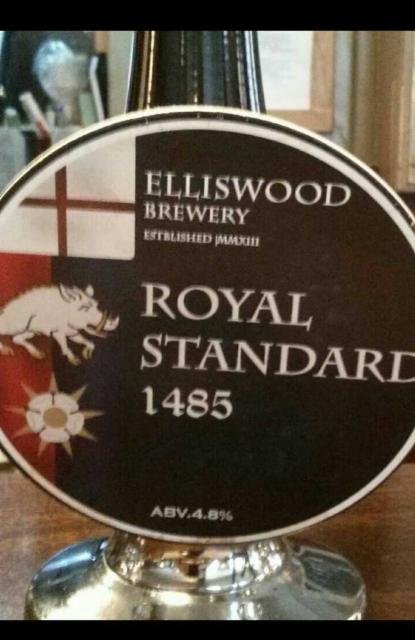 ELLISWOOD
BREWERY
ESTBLISHED |MMXIII
ROYAL
STANDARD
1485
ABV.4.8%